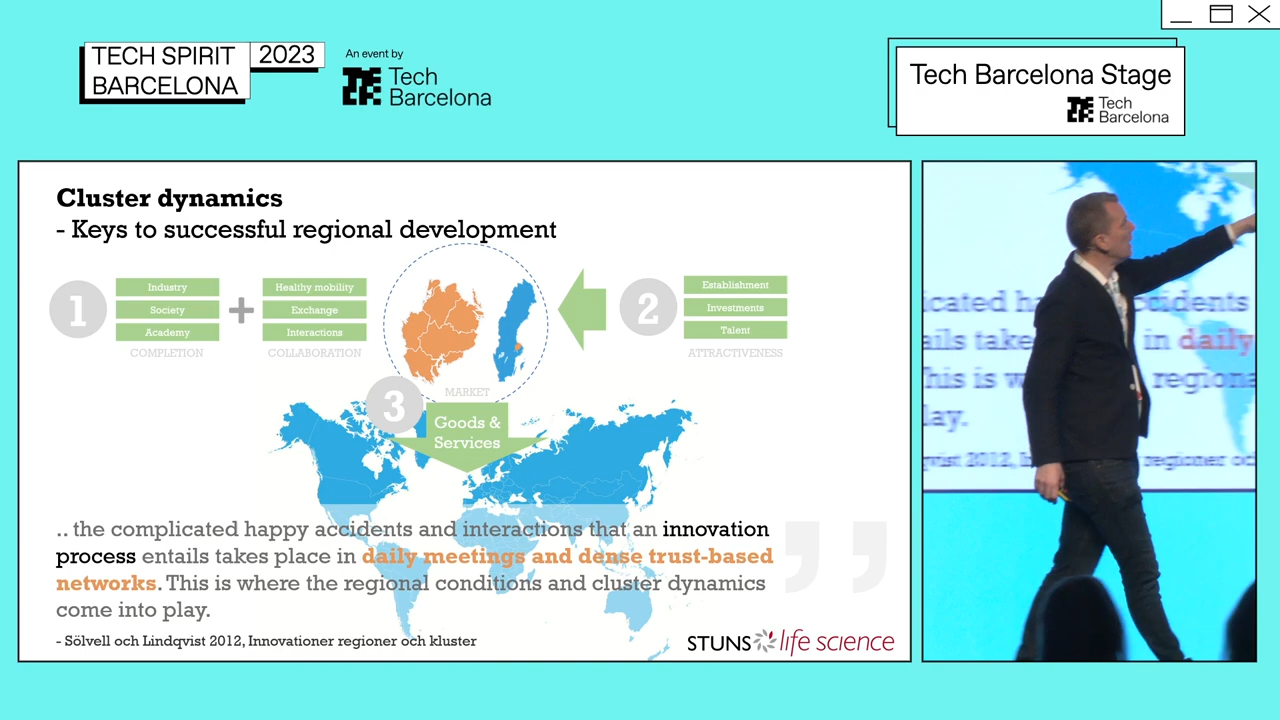 TECH SPIRIT
BARCELONA
2023
An event by
Tech
Barcelona
Tech Barcelona Stage
Tech
Barcelona
Cluster dynamics
- Keys to successful regional development
1
Industry
Society
Academy
COMPLETION
+
Healthy mobility
Exchange
Interactions
COLLABORATION
MARKET
2
Establishment
Investments
Talent
ATTRACTIVENESS
3
Goods &
Services
.. the complicated happy accidents and interactions that an innovation
process entails takes place in daily meetings and dense trust-based
networks. This is where the regional conditions and cluster dynamics
come into play.
”
- Sölvell och Lindqvist 2012, Innovationer regioner och kluster
STUNS life science
daily
regiona
lay.